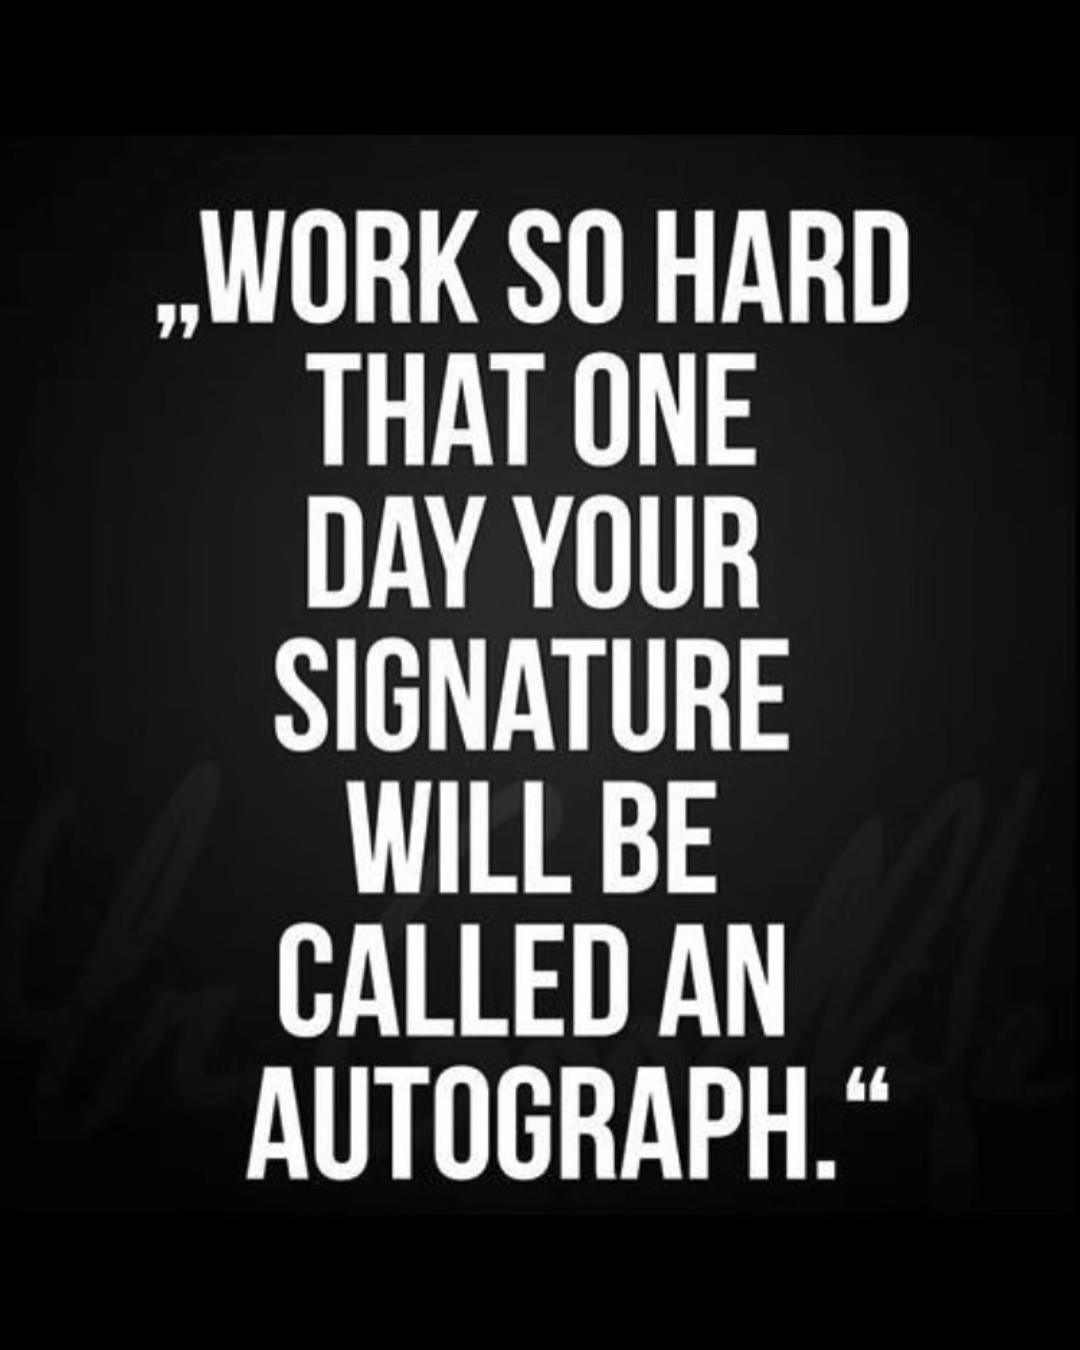 „WORK SO HARD
THAT ONE
DAY YOUR
SIGNATURE
WILL BE
CALLED AN
AUTOGRAPH.“